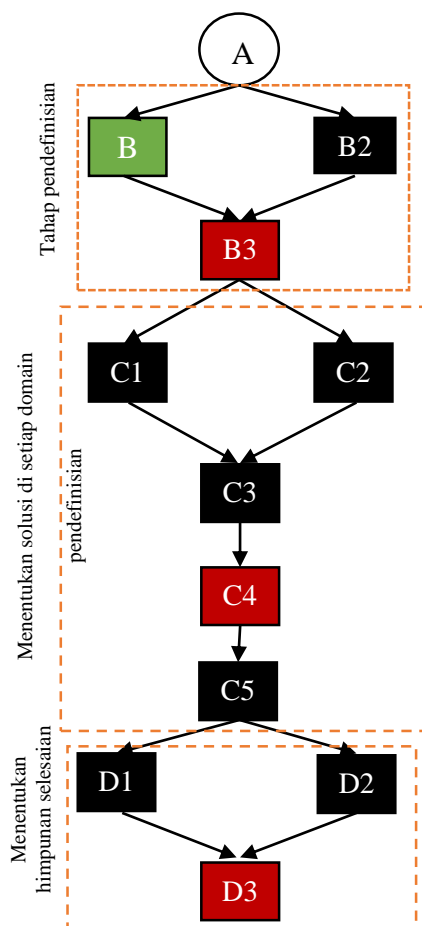 A
Tahap pendefinisian
B
B2
B3
Menentukan solusi di setiap domain
pendefinisian
C1
C2
C3
C4
C5
Menentukan
himpunan selesaian
D1
D2
D3